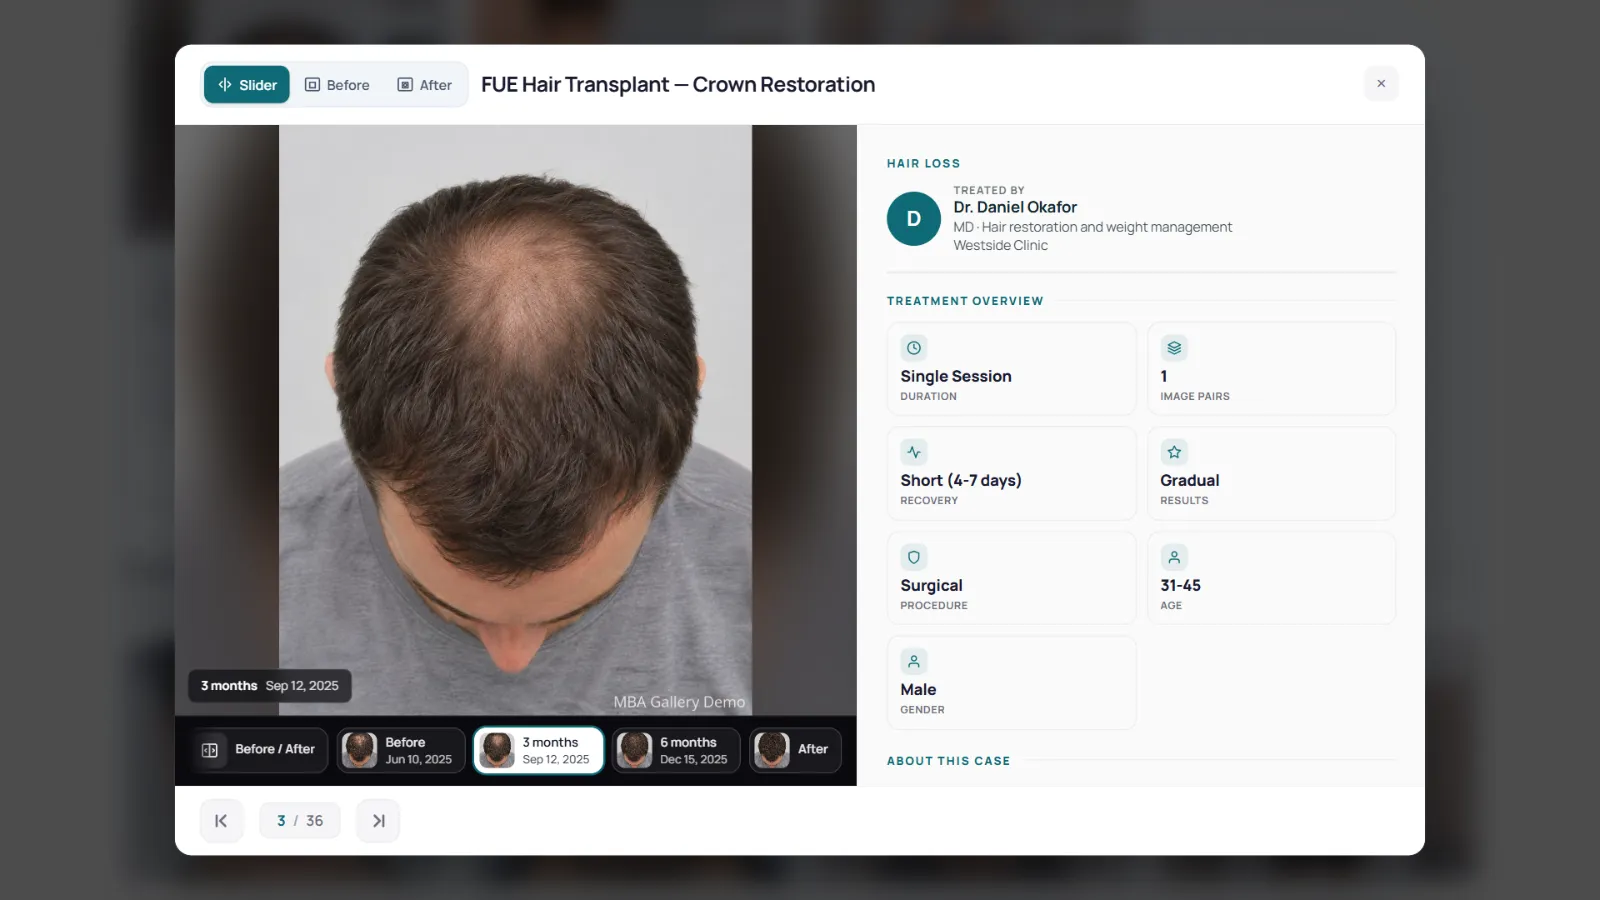 Slider
Before
After
FUE Hair Transplant — Crown Restoration
×
3 months Sep 12, 2025
MBA Gallery Demo
Before / After
Before
Jun 10, 2025
3 months
Sep 12, 2025
6 months
Dec 15, 2025
After
HAIR LOSS
D
TREATED BY
Dr. Daniel Okafor
MD · Hair restoration and weight management
Westside Clinic
TREATMENT OVERVIEW
Single Session
DURATION
1
IMAGE PAIRS
Short (4-7 days)
RECOVERY
Gradual
RESULTS
Surgical
PROCEDURE
31-45
AGE
Male
GENDER
ABOUT THIS CASE
3 / 36